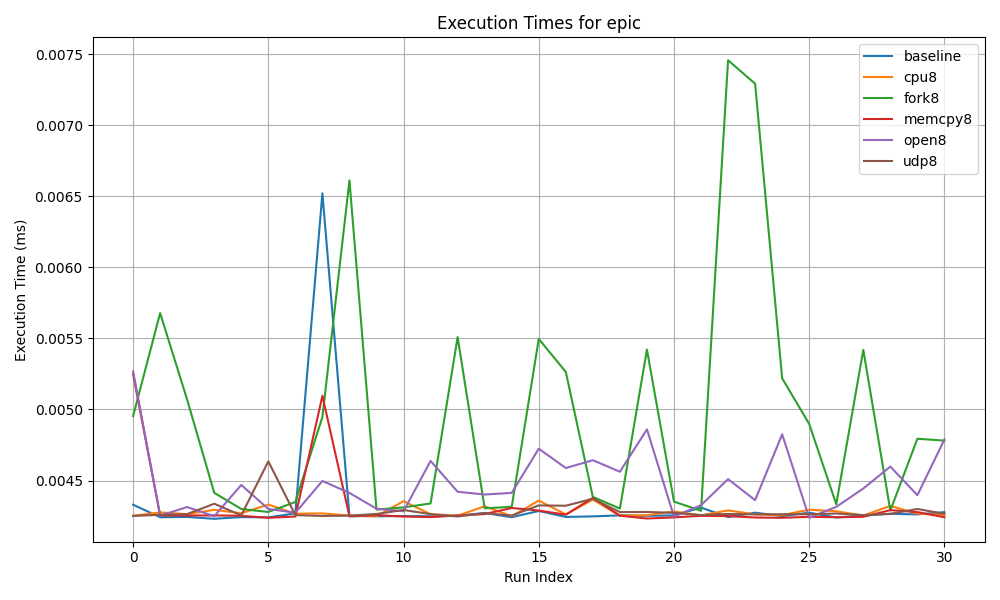 Execution Times for epic
Execution Time (ms)
0.0075
0.0070
0.0065
0.0060
0.0055
0.0050
0.0045
0
5
10
15
20
25
30
Run Index
baseline
cpu8
fork8
memcpy8
open8
udp8